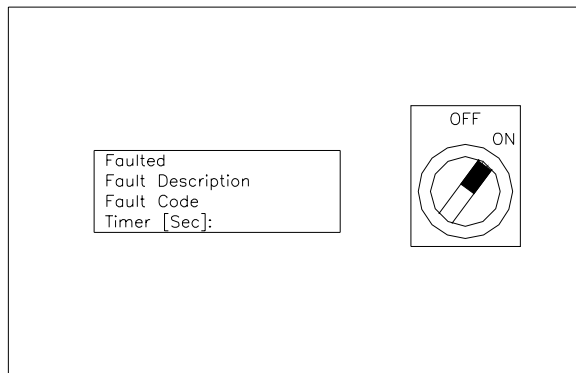 Faulted
Fault Description
Fault Code
Timer [Sec]:
OFF
ON